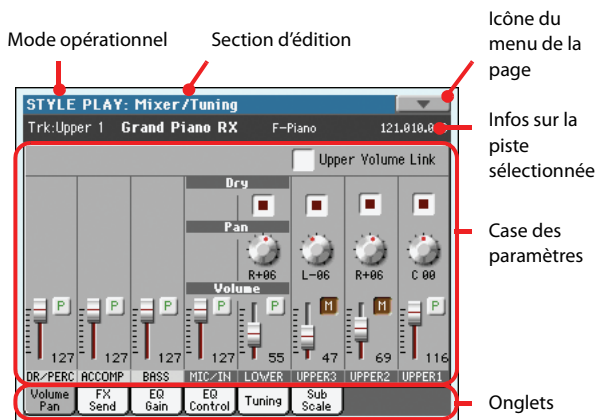 Icône du
menu de la
page
Mode opérationnel
Section d'édition
STYLE PLAY: Mixer/Tuning
Trk:Upper 1 Grand Piano RX F-Piano 121.010.0
Infos sur la
piste
sélectionnée
Upper Volume Link
Dry
Pan
R+06 L-06 R+06 C 00
Volume
P P P P P M M P
127 127 127 127 55 47 69 116
DR/PERC ACCOMP BASS MIC/IN LOWER UPPER3 UPPER2 UPPER1
Case des
paramètres
Volume Pan
FX Send
EQ Gain
EQ Control
Tuning
Sub Scale
Onglets